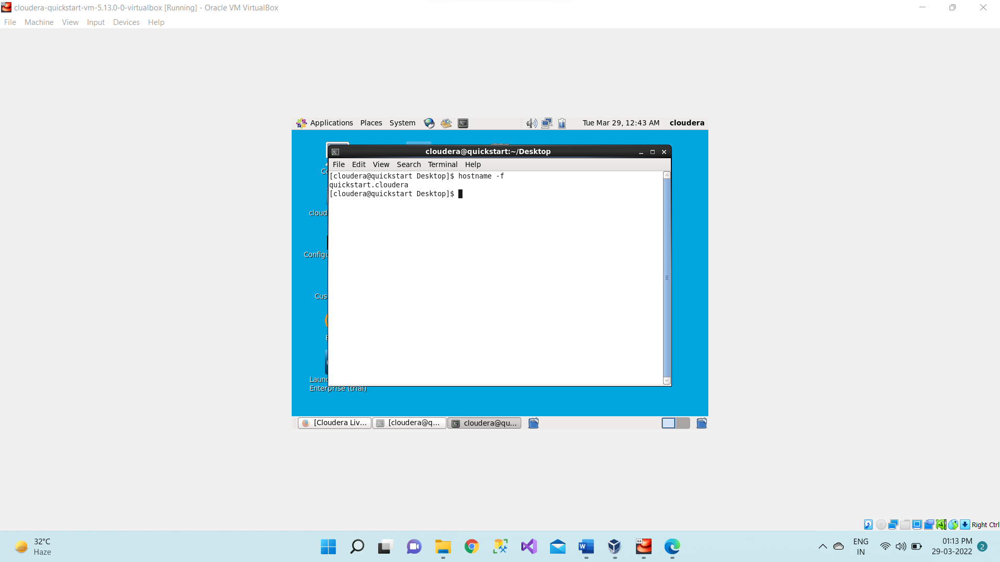 cloudera-quickstart-vm-5.13.0-0-virtualbox [Running] - Oracle VM VirtualBox
File Machine View Input Devices Help
Applications Places System Tue Mar 29, 12:43 AM cloudera
cloudera@quickstart:~/Desktop
File Edit View Search Terminal Help
[cloudera@quickstart Desktop]$ hostname -f
quickstart.cloudera
[cloudera@quickstart Desktop]$
cloud
Configu
Cus
Laun
Enterprise (trial)
[Cloudera Liv... [cloudera@q... cloudera@qu...
Right Ctrl
32°C
Haze
64
ENG
IN
01:13 PM
29-03-2022
2